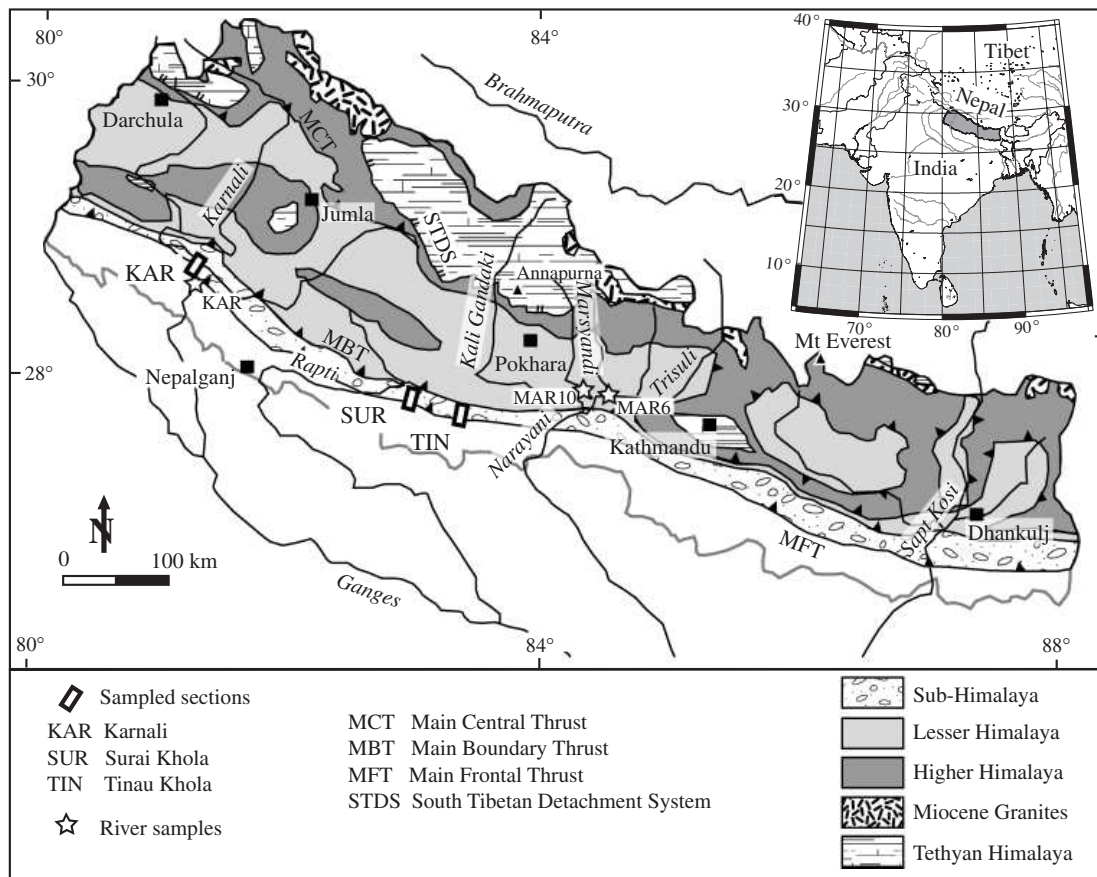 80°
84°
30°
28°
Darchula
MCT
Brahmaputra
Karnali
Jumla
STDS
KAR
KAR
Kali Gandaki
Annapurna
Marsyandi
Nepalganj
Rapti
MBT
Pokhara
Trisuli
Mt Everest
SUR
TIN
MAR10
MAR6
Narayani
Kathmandu
Sapt Kosi
Dhankulj
MFT
N
0
100 km
Ganges
80°
84°
88°
40°
30°
20°
10°
70°
80°
90°
Tibet
Nepal
India
Sampled sections
KAR Karnali
SUR Surai Khola
TIN Tinau Khola
River samples
MCT Main Central Thrust
MBT Main Boundary Thrust
MFT Main Frontal Thrust
STDS South Tibetan Detachment System
Sub-Himalaya
Lesser Himalaya
Higher Himalaya
Miocene Granites
Tethyan Himalaya